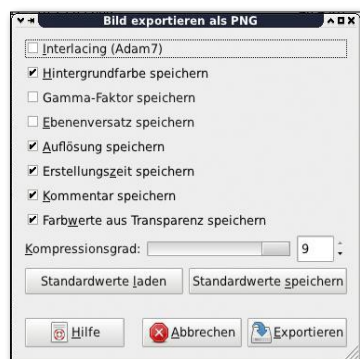 Bild exportieren als PNG
Interlacing (Adam7)
Hintergrundfarbe speichern
Gamma-Faktor speichern
Ebenenversatz speichern
Auflösung speichern
Erstellungszeit speichern
Kommentar speichern
Farbwerte aus Transparenz speichern
Kompressionsgrad: 9
Standardwerte laden Standardwerte speichern
Hilfe Abbrechen Exportieren